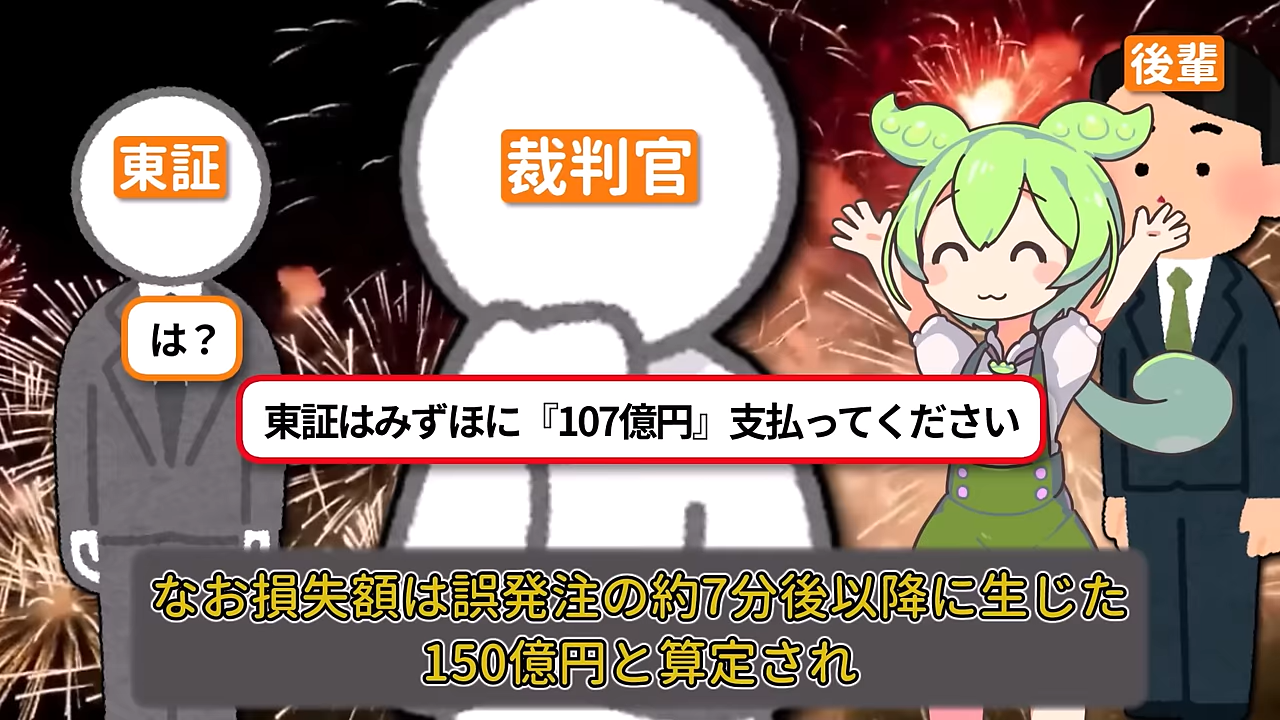 後輩
東証
裁判官
は？
東証はみずほに『107億円』支払ってください
なお損失額は誤発注の約7分後以降に生じた
150億円と算定され